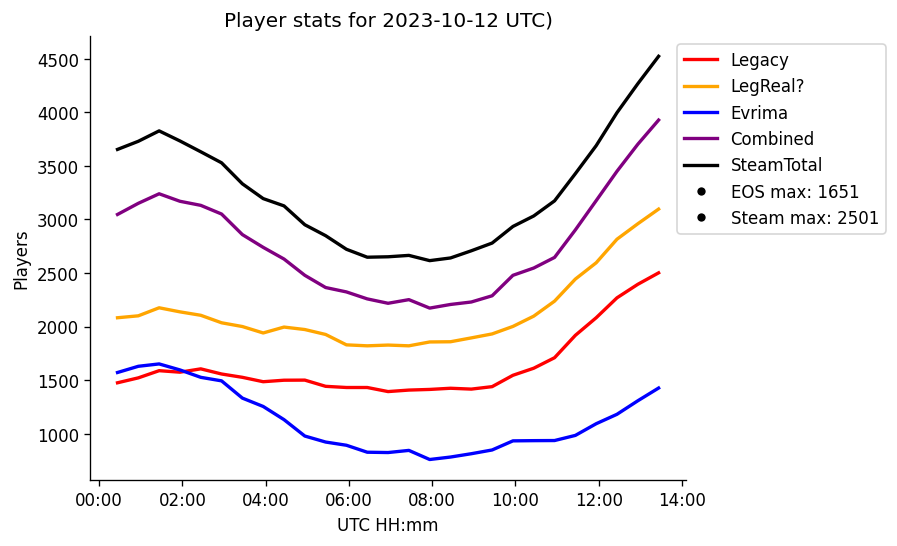 Player stats for 2023-10-12 UTC)
Players
4500
4000
3500
3000
2500
2000
1500
1000
00:00 02:00 04:00 06:00 08:00 10:00 12:00 14:00
UTC HH:mm
Legacy
LegReal?
Evrima
Combined
SteamTotal
EOS max: 1651
Steam max: 2501